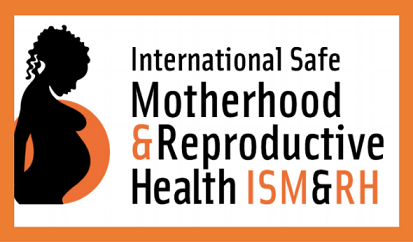 International Safe
Motherhood
&Reproductive
Health ISM&RH